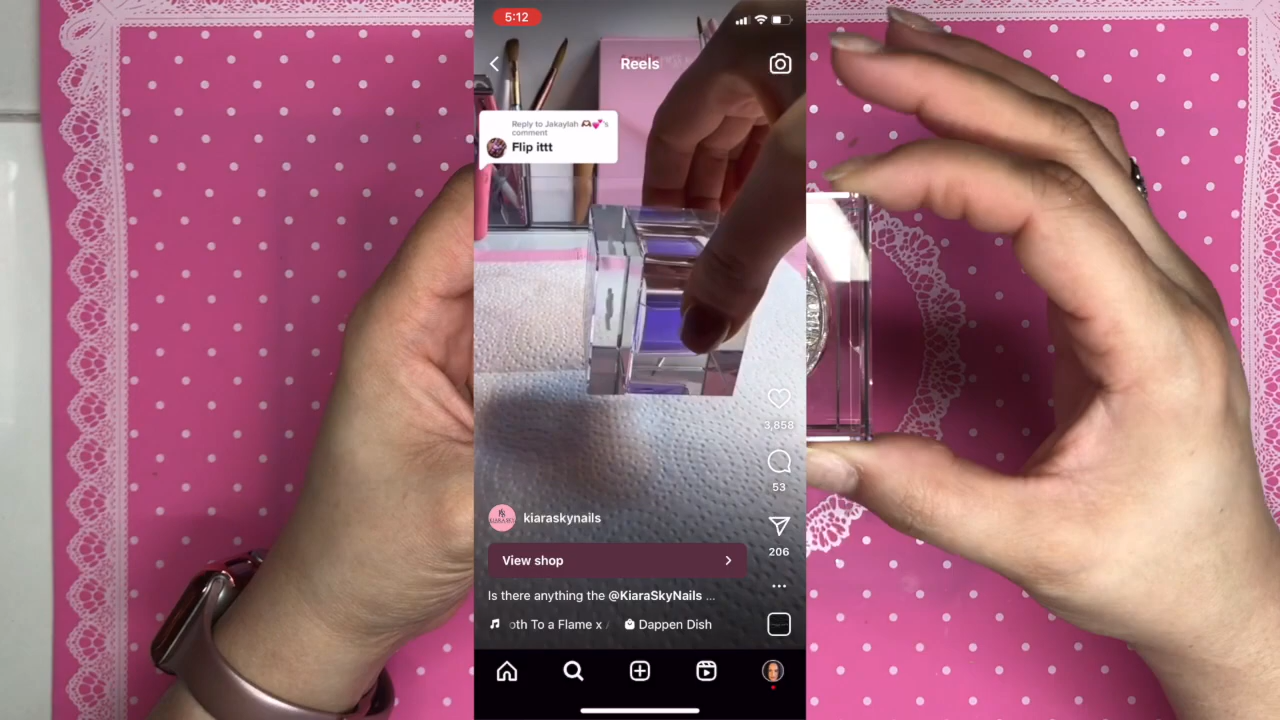 5:12
Reels
Reply to Jakaylah 🫶🏽💕's
comment
Flip ittt
3,858
53
kiaraskynails
206
View shop
Is there anything the @KiaraSkyNails ...
oth To a Flame x
Dappen Dish